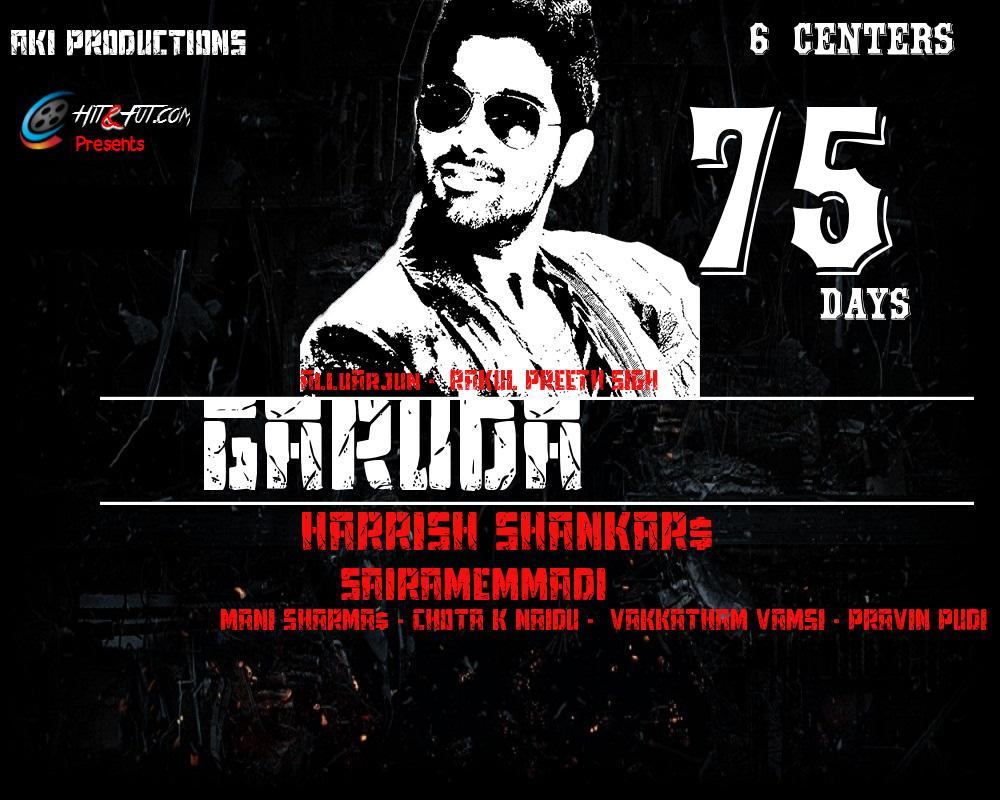 AKI PRODUCTIONS
6 CENTERS
HIT&FUT.COM
Presents
75
DAYS
ALLUARJUN - RAKUL PREETH SIGH
GARUDA
HARRISH SHANKAR$
SAIRAMEMMADI
MANI SHARMA$ - CHOTA K NAIDU - VAKKATHAM VAMSI - PRAVIN PUDI